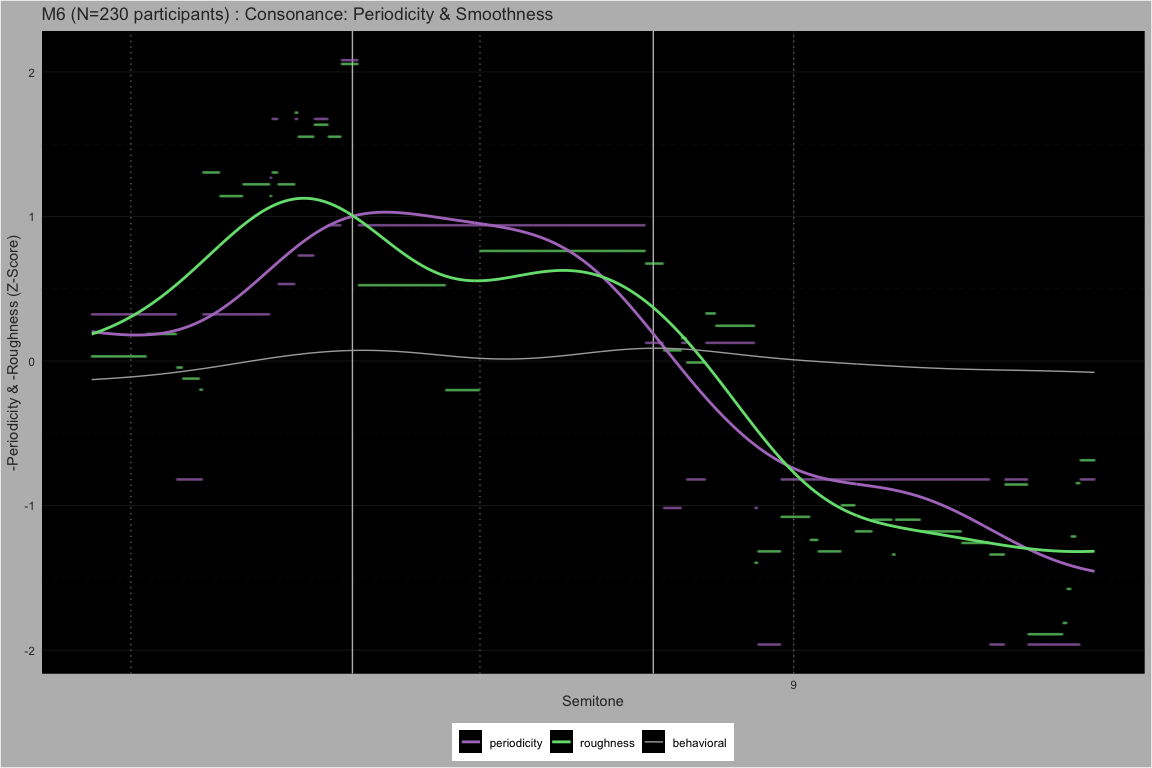 M6 (N=230 participants) : Consonance: Periodicity & Smoothness
-Periodicity & -Roughness (Z-Score)
2
1
0
-1
-2
9
Semitone
periodicity roughness behavioral